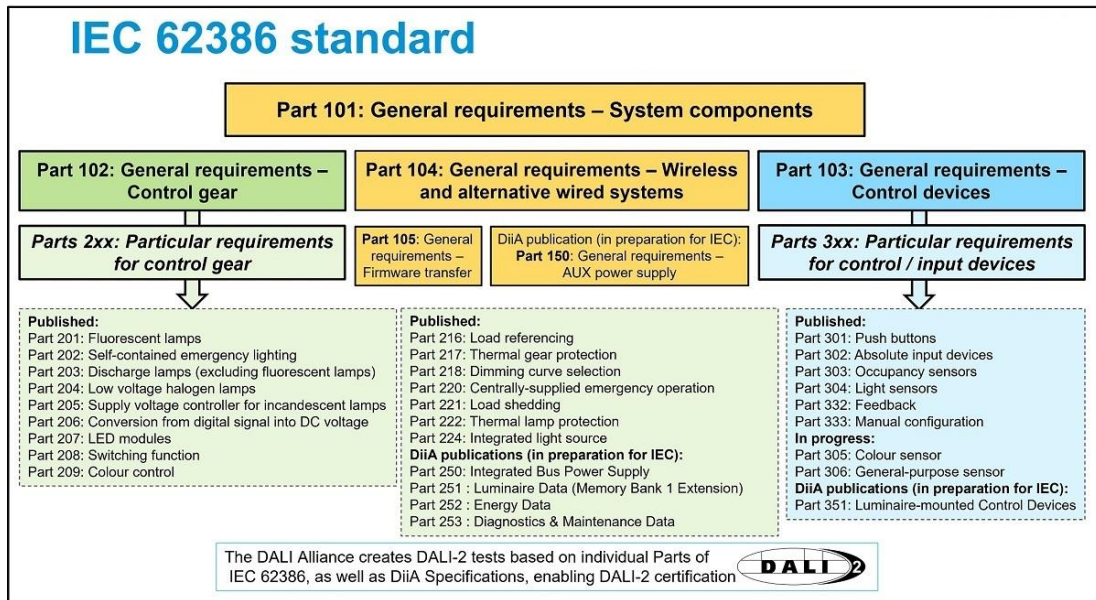 IEC 62386 standard
Part 101: General requirements – System components
Part 102: General requirements –
Control gear
Part 104: General requirements – Wireless
and alternative wired systems
Part 103: General requirements –
Control devices
Parts 2xx: Particular requirements
for control gear
Part 105: General
requirements –
Firmware transfer
DiiA publication (in preparation for IEC):
Part 150: General requirements –
AUX power supply
Parts 3xx: Particular requirements
for control / input devices
Published:
Part 201: Fluorescent lamps
Part 202: Self-contained emergency lighting
Part 203: Discharge lamps (excluding fluorescent lamps)
Part 204: Low voltage halogen lamps
Part 205: Supply voltage controller for incandescent lamps
Part 206: Conversion from digital signal into DC voltage
Part 207: LED modules
Part 208: Switching function
Part 209: Colour control
Published:
Part 216: Load referencing
Part 217: Thermal gear protection
Part 218: Dimming curve selection
Part 220: Centrally-supplied emergency operation
Part 221: Load shedding
Part 222: Thermal lamp protection
Part 224: Integrated light source
DiiA publications (in preparation for IEC):
Part 250: Integrated Bus Power Supply
Part 251 : Luminaire Data (Memory Bank 1 Extension)
Part 252 : Energy Data
Part 253 : Diagnostics & Maintenance Data
Published:
Part 301: Push buttons
Part 302: Absolute input devices
Part 303: Occupancy sensors
Part 304: Light sensors
Part 332: Feedback
Part 333: Manual configuration
In progress:
Part 305: Colour sensor
Part 306: General-purpose sensor
DiiA publications (in preparation for IEC):
Part 351: Luminaire-mounted Control Devices
The DALI Alliance creates DALI-2 tests based on individual Parts of
IEC 62386, as well as DiiA Specifications, enabling DALI-2 certification
DALI 2